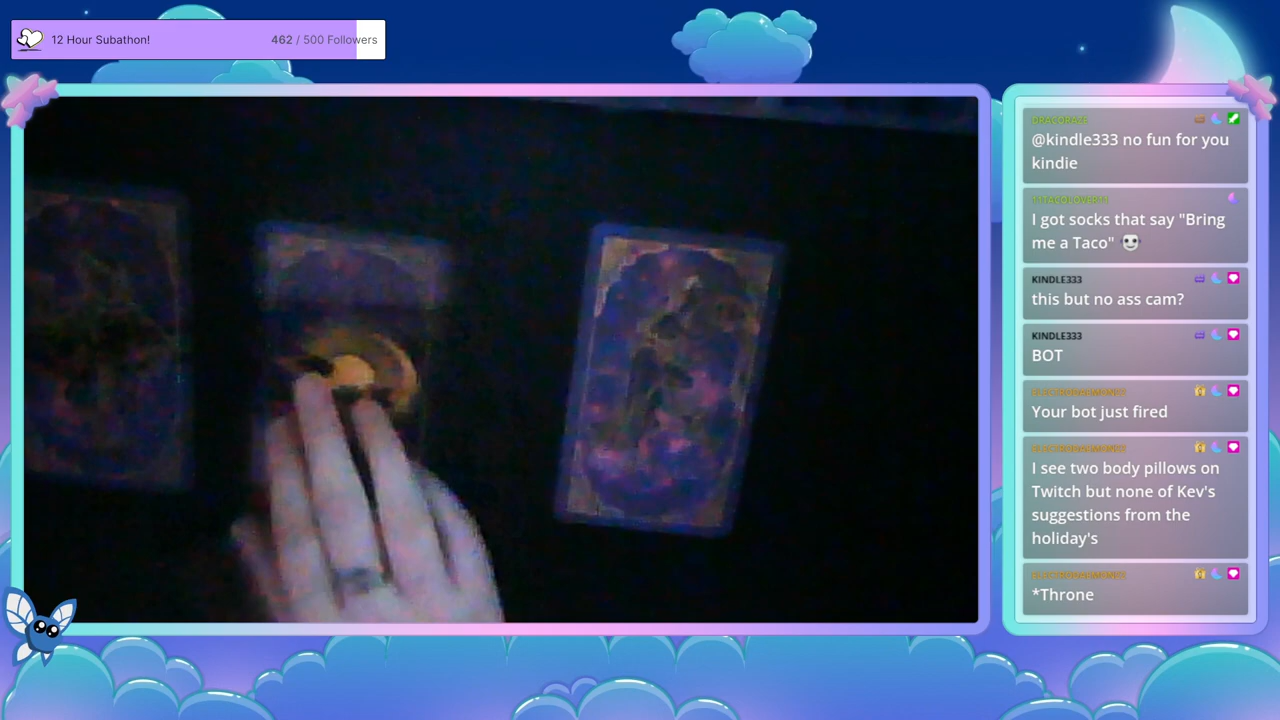 12 Hour Subathon!
462 / 500 Followers
@kindle333 no fun for you
kindie
I got socks that say "Bring
me a Taco"
KINDLE333
this but no ass cam?
KINDLE333
BOT
Your bot just fired
I see two body pillows on
Twitch but none of Kev's
suggestions from the
holiday's
*Throne